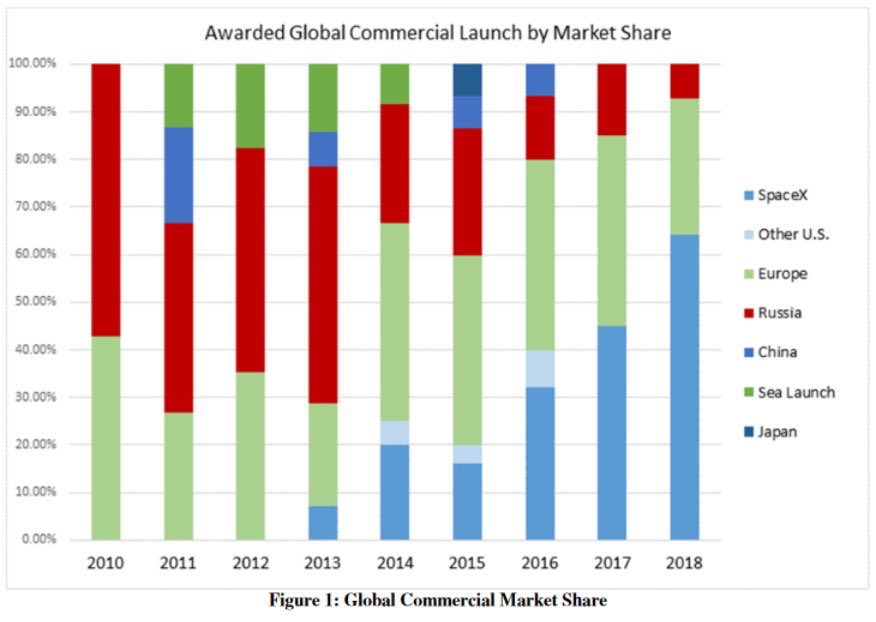 Awarded Global Commercial Launch by Market Share
100.00%
90.00%
80.00%
70.00%
60.00%
50.00%
40.00%
30.00%
20.00%
10.00%
0.00%
2010 2011 2012 2013 2014 2015 2016 2017 2018
SpaceX
Other U.S.
Europe
Russia
China
Sea Launch
Japan
Figure 1: Global Commercial Market Share